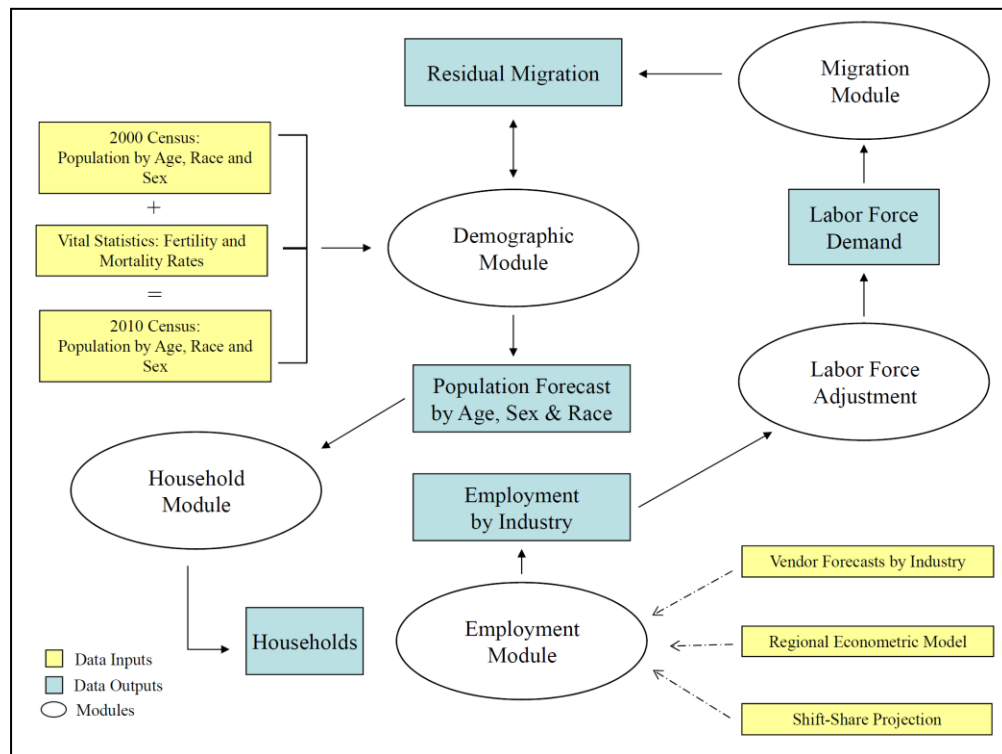 Residual Migration
Migration
Module
2000 Census:
Population by Age, Race and
Sex
+
Vital Statistics: Fertility and
Mortality Rates
=
2010 Census:
Population by Age, Race and
Sex
Demographic
Module
Labor Force
Demand
Population Forecast
by Age, Sex & Race
Labor Force
Adjustment
Household
Module
Employment
by Industry
Vendor Forecasts by Industry
Households
Employment
Module
Regional Econometric Model
Shift-Share Projection
Data Inputs
Data Outputs
Modules